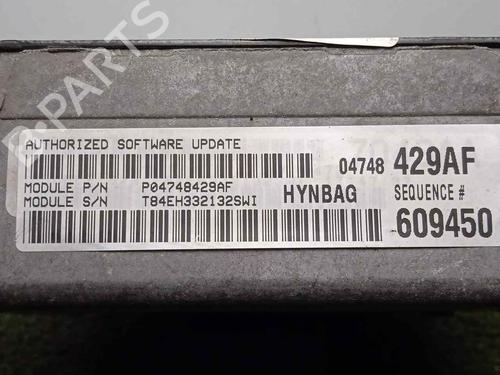 B-PARTS
AUTHORIZED SOFTWARE UPDATE
MODULE P/N P04748429AF
MODULE S/N T84EH332132SWI
HYNBAG
04748 429AF
SEQUENCE #
609450